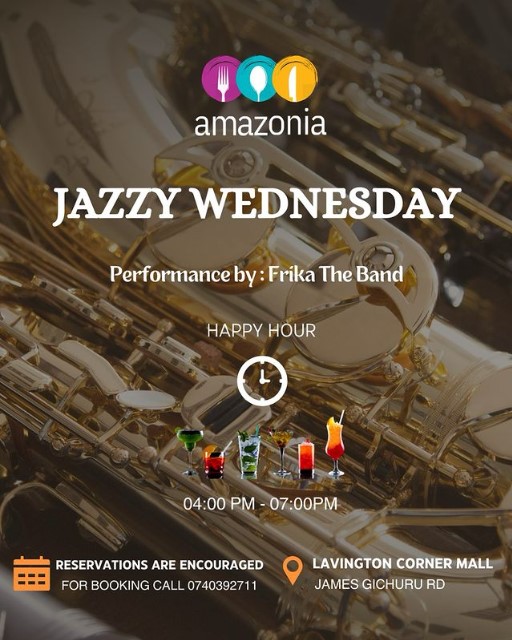 amazonia
JAZZY WEDNESDAY
Performance by : Frika The Band
HAPPY HOUR
04:00 PM - 07:00PM
RESERVATIONS ARE ENCOURAGED
FOR BOOKING CALL 0740392711
LAVINGTON CORNER MALL
JAMES GICHURU RD